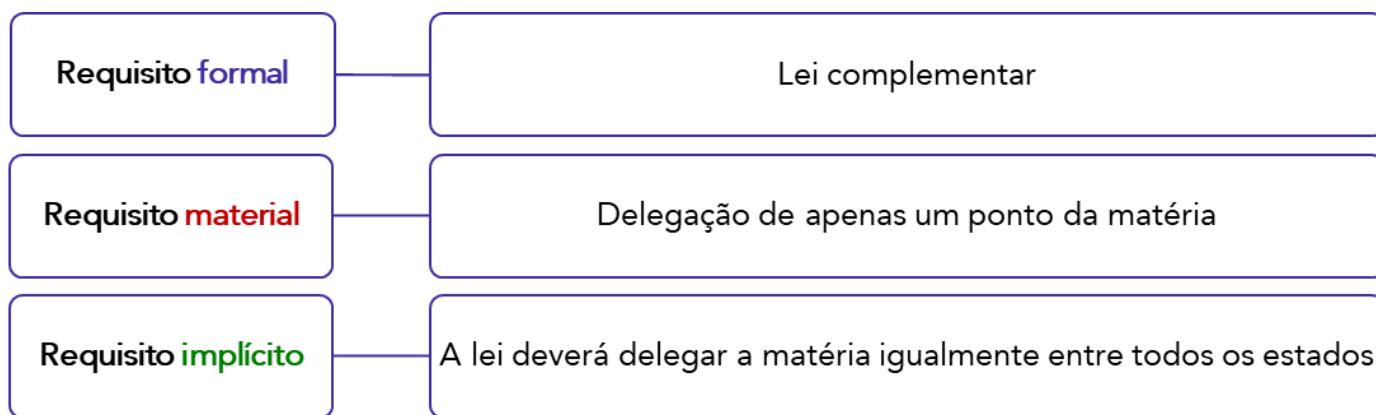 Requisito formal
Lei complementar
Requisito material
Delegação de apenas um ponto da matéria
Requisito implícito
A lei deverá delegar a matéria igualmente entre todos os estados